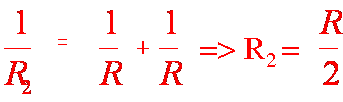 1/R₂ = 1/R + 1/R => R₂ = R/2